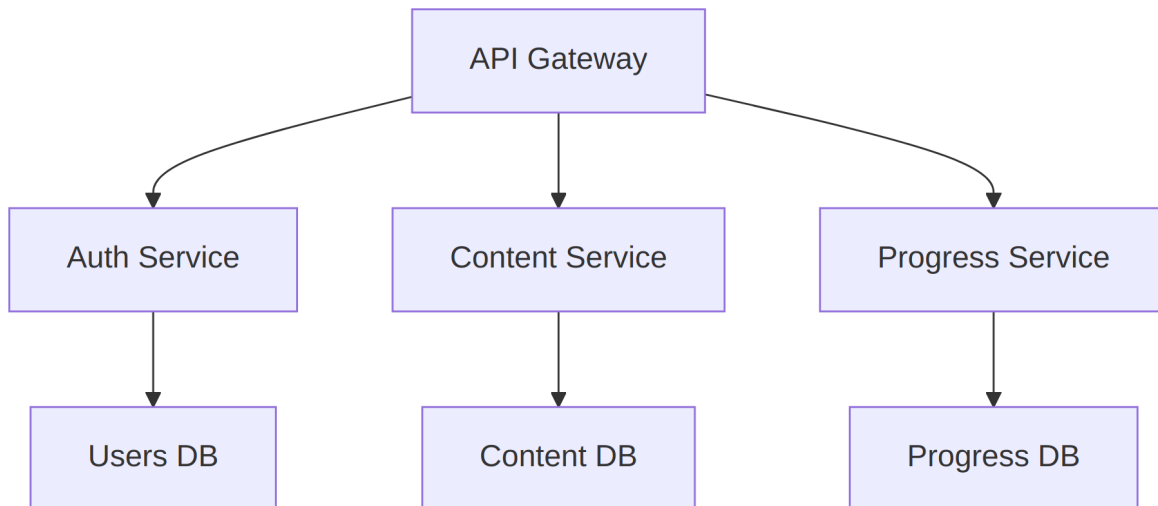 API Gateway
Auth Service
Content Service
Progress Service
Users DB
Content DB
Progress DB